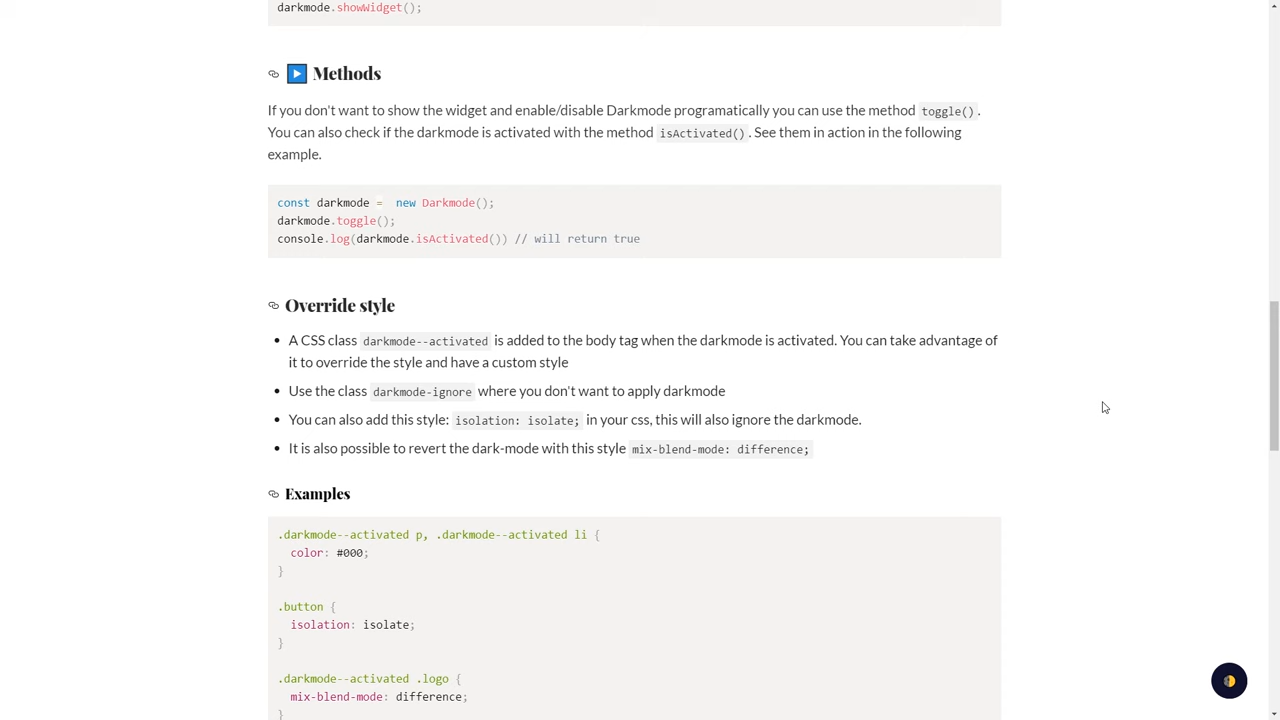 darkmode.showWidget();
Methods
If you don't want to show the widget and enable/disable Darkmode programatically you can use the method toggle().
You can also check if the darkmode is activated with the method isActivated(). See them in action in the following
example.
const darkmode =  new Darkmode();
darkmode.toggle();
console.log(darkmode.isActivated()) // will return true
Override style
• A CSS class darkmode--activated is added to the body tag when the darkmode is activated. You can take advantage of
it to override the style and have a custom style
• Use the class darkmode-ignore where you don't want to apply darkmode
• You can also add this style: isolation: isolate; in your css, this will also ignore the darkmode.
• It is also possible to revert the dark-mode with this style mix-blend-mode: difference;
Examples
.darkmode--activated p, .darkmode--activated li {
  color: #000;
}
.button {
  isolation: isolate;
}
.darkmode--activated .logo {
  mix-blend-mode: difference;
}